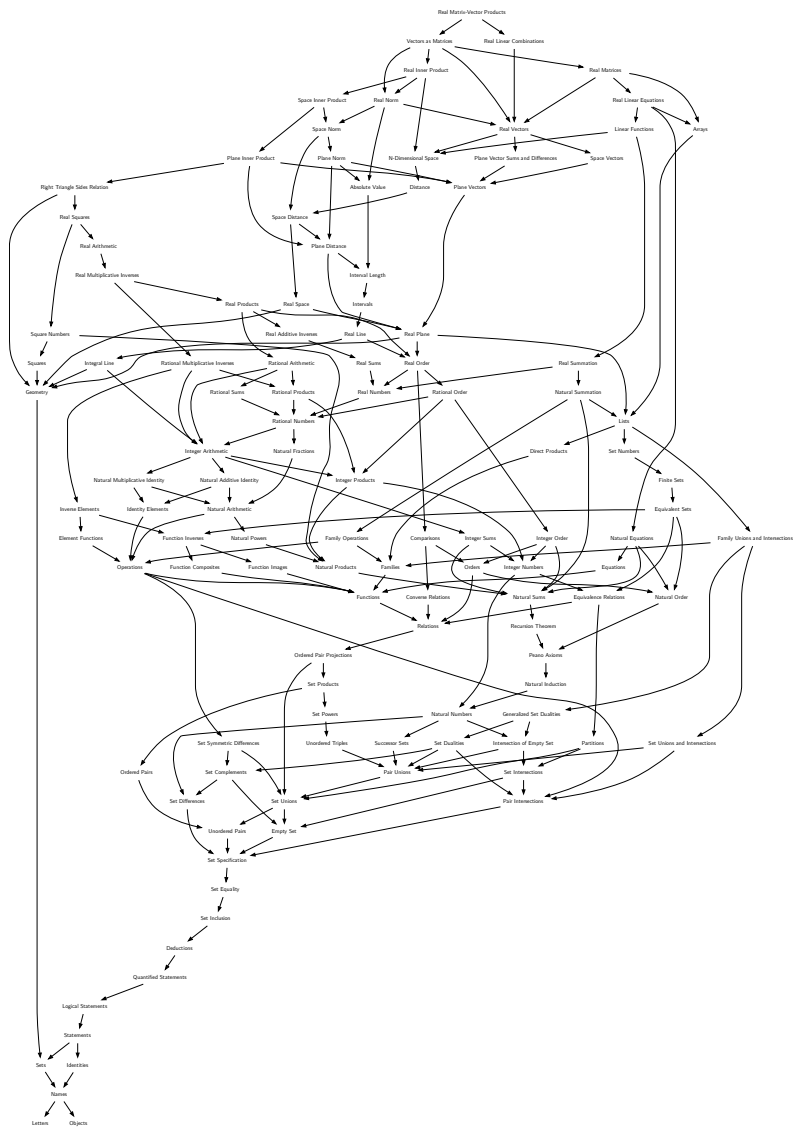 Real Matrix-Vector Products
Vectors as Matrices Real Linear Combinations
Real Inner Product Real Matrices
Space Inner Product Real Norm Real Linear Equations
Space Norm Real Vectors Linear Functions Arrays
Plane Inner Product Plane Norm N-Dimensional Space Plane Vector Sums and Differences Space Vectors
Right Triangle Sides Relation Absolute Value Distance Plane Vectors
Real Squares Space Distance
Real Arithmetic Plane Distance
Real Multiplicative Inverses Interval Length
Real Products Real Space Intervals
Square Numbers Real Additive Inverses Real Line Real Plane
Squares Integral Line Rational Multiplicative Inverses Rational Arithmetic Real Sums Real Order Real Summation
Geometry Rational Sums Rational Products Real Numbers Rational Order Natural Summation
Rational Numbers Lists
Integer Arithmetic Natural Fractions Direct Products Set Numbers
Natural Multiplicative Identity Natural Additive Identity Integer Products Finite Sets
Inverse Elements Identity Elements Natural Arithmetic Equivalent Sets
Element Functions Function Inverses Natural Powers Family Operations Comparisons Integer Sums Integer Order Natural Equations Family Unions and Intersections
Operations Function Composites Function Images Natural Products Families Orders Integer Numbers Equations
Functions Converse Relations Natural Sums Equivalence Relations Natural Order
Relations Recursion Theorem
Ordered Pair Projections Peano Axioms
Set Products Natural Induction
Set Powers Natural Numbers Generalized Set Dualities
Set Symmetric Differences Unordered Triples Successor Sets Set Dualities Intersection of Empty Set Partitions Set Unions and Intersections
Ordered Pairs Set Complements Pair Unions Set Intersections
Set Differences Set Unions Pair Intersections
Unordered Pairs Empty Set
Set Specification
Set Equality
Set Inclusion
Deductions
Quantified Statements
Logical Statements
Statements
Sets Identities
Names
Letters Objects